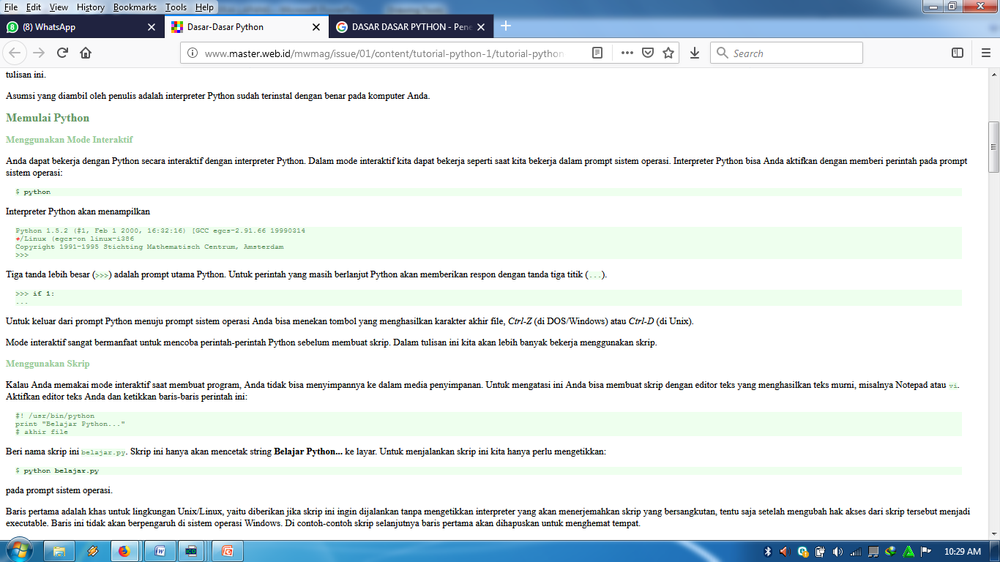 File Edit View History Bookmarks Tools Help
(8) WhatsApp
Dasar-Dasar Python
DASAR DASAR PYTHON - Pene
www.master.web.id/mwmag/issue/01/content/tutorial-python-1/tutorial-python
Search
tulisan ini.
Asumsi yang diambil oleh penulis adalah interpreter Python sudah terinstal dengan benar pada komputer Anda.
Memulai Python
Menggunakan Mode Interaktif
Anda dapat bekerja dengan Python secara interaktif dengan interpreter Python. Dalam mode interaktif kita dapat bekerja seperti saat kita bekerja dalam prompt sistem operasi. Interpreter Python bisa Anda aktifkan dengan memberi perintah pada prompt
sistem operasi:
$ python
Interpreter Python akan menampilkan
Python 1.5.2 (#1, Feb 1 2000, 16:32:16) [GCC egcs-2.91.66 19990314
+/Linux (egcs-on linux-i386
Copyright 1991-1995 Stichting Mathematisch Centrum, Amsterdam
>>>
Tiga tanda lebih besar (>>>) adalah prompt utama Python. Untuk perintah yang masih berlanjut Python akan memberikan respon dengan tanda tiga titik (...).
>>> if 1:
...
Untuk keluar dari prompt Python menuju prompt sistem operasi Anda bisa menekan tombol yang menghasilkan karakter akhir file, Ctrl-Z (di DOS/Windows) atau Ctrl-D (di Unix).
Mode interaktif sangat bermanfaat untuk mencoba perintah-perintah Python sebelum membuat skrip. Dalam tulisan ini kita akan lebih banyak bekerja menggunakan skrip.
Menggunakan Skrip
Kalau Anda memakai mode interaktif saat membuat program, Anda tidak bisa menyimpannya ke dalam media penyimpanan. Untuk mengatasi ini Anda bisa membuat skrip dengan editor teks yang menghasilkan teks murni, misalnya Notepad atau vi.
Aktifkan editor teks Anda dan ketikkan baris-baris perintah ini:
#! /usr/bin/python
print "Belajar Python..."
# akhir file
Beri nama skrip ini belajar.py. Skrip ini hanya akan mencetak string Belajar Python... ke layar. Untuk menjalankan skrip ini kita hanya perlu mengetikkan:
$ python belajar.py
pada prompt sistem operasi.
Baris pertama adalah khas untuk lingkungan Unix/Linux, yaitu diberikan jika skrip ini ingin dijalankan tanpa mengetikkan interpreter yang akan menerjemahkan skrip yang bersangkutan, tentu saja setelah mengubah hak akses dari skrip tersebut menjadi
executable. Baris ini tidak akan berpengaruh di sistem operasi Windows. Di contoh-contoh skrip selanjutnya baris pertama akan dihapuskan untuk menghemat tempat.
10:29 AM